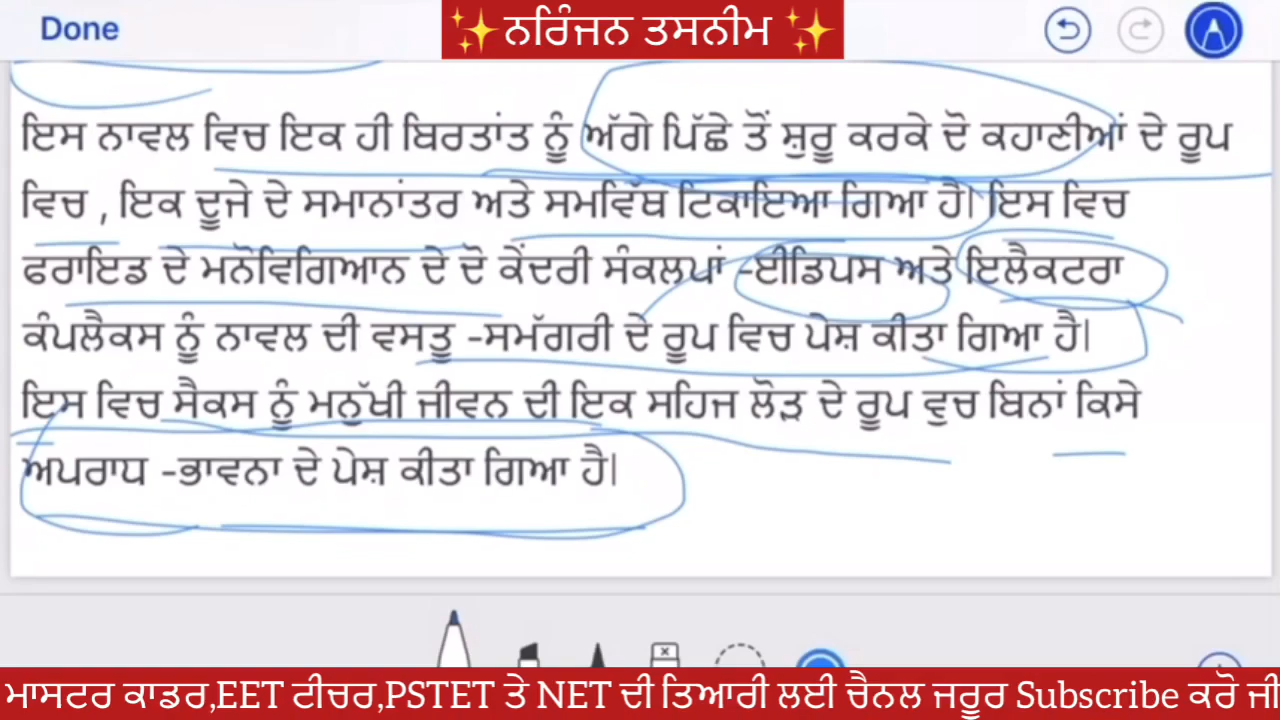 Done
✨ਨਰਿੰਜਨ ਤਸਨੀਮ ✨
ਇਸ ਨਾਵਲ ਵਿਚ ਇਕ ਹੀ ਬਿਰਤਾਂਤ ਨੂੰ ਅੱਗੇ ਪਿੱਛੇ ਤੋਂ ਸ਼ੁਰੂ ਕਰਕੇ ਦੋ ਕਹਾਣੀਆਂ ਦੇ ਰੂਪ
ਵਿਚ , ਇਕ ਦੂਜੇ ਦੇ ਸਮਾਨਾਂਤਰ ਅਤੇ ਸਮਵਿੱਥ ਟਿਕਾਇਆ ਗਿਆ ਹੈ। ਇਸ ਵਿਚ
ਫਰਾਇਡ ਦੇ ਮਨੋਵਿਗਿਆਨ ਦੇ ਦੋ ਕੇਂਦਰੀ ਸੰਕਲਪਾਂ -ਈਡਿਪਸ ਅਤੇ ਇਲੈਕਟਰਾ
ਕੰਪਲੈਕਸ ਨੂੰ ਨਾਵਲ ਦੀ ਵਸਤੂ -ਸਮੱਗਰੀ ਦੇ ਰੂਪ ਵਿਚ ਪੇਸ਼ ਕੀਤਾ ਗਿਆ ਹੈ।
ਇਸ ਵਿਚ ਸੈਕਸ ਨੂੰ ਮਨੁੱਖੀ ਜੀਵਨ ਦੀ ਇਕ ਸਹਿਜ ਲੋੜ ਦੇ ਰੂਪ ਵੁਚ ਬਿਨਾਂ ਕਿਸੇ
ਅਪਰਾਧ -ਭਾਵਨਾ ਦੇ ਪੇਸ਼ ਕੀਤਾ ਗਿਆ ਹੈ।
ਮਾਸਟਰ ਕਾਡਰ,EET ਟੀਚਰ,PSTET ਤੇ NET ਦੀ ਤਿਆਰੀ ਲਈ ਚੈਨਲ ਜਰੂਰ Subscribe ਕਰੋ ਜੀ